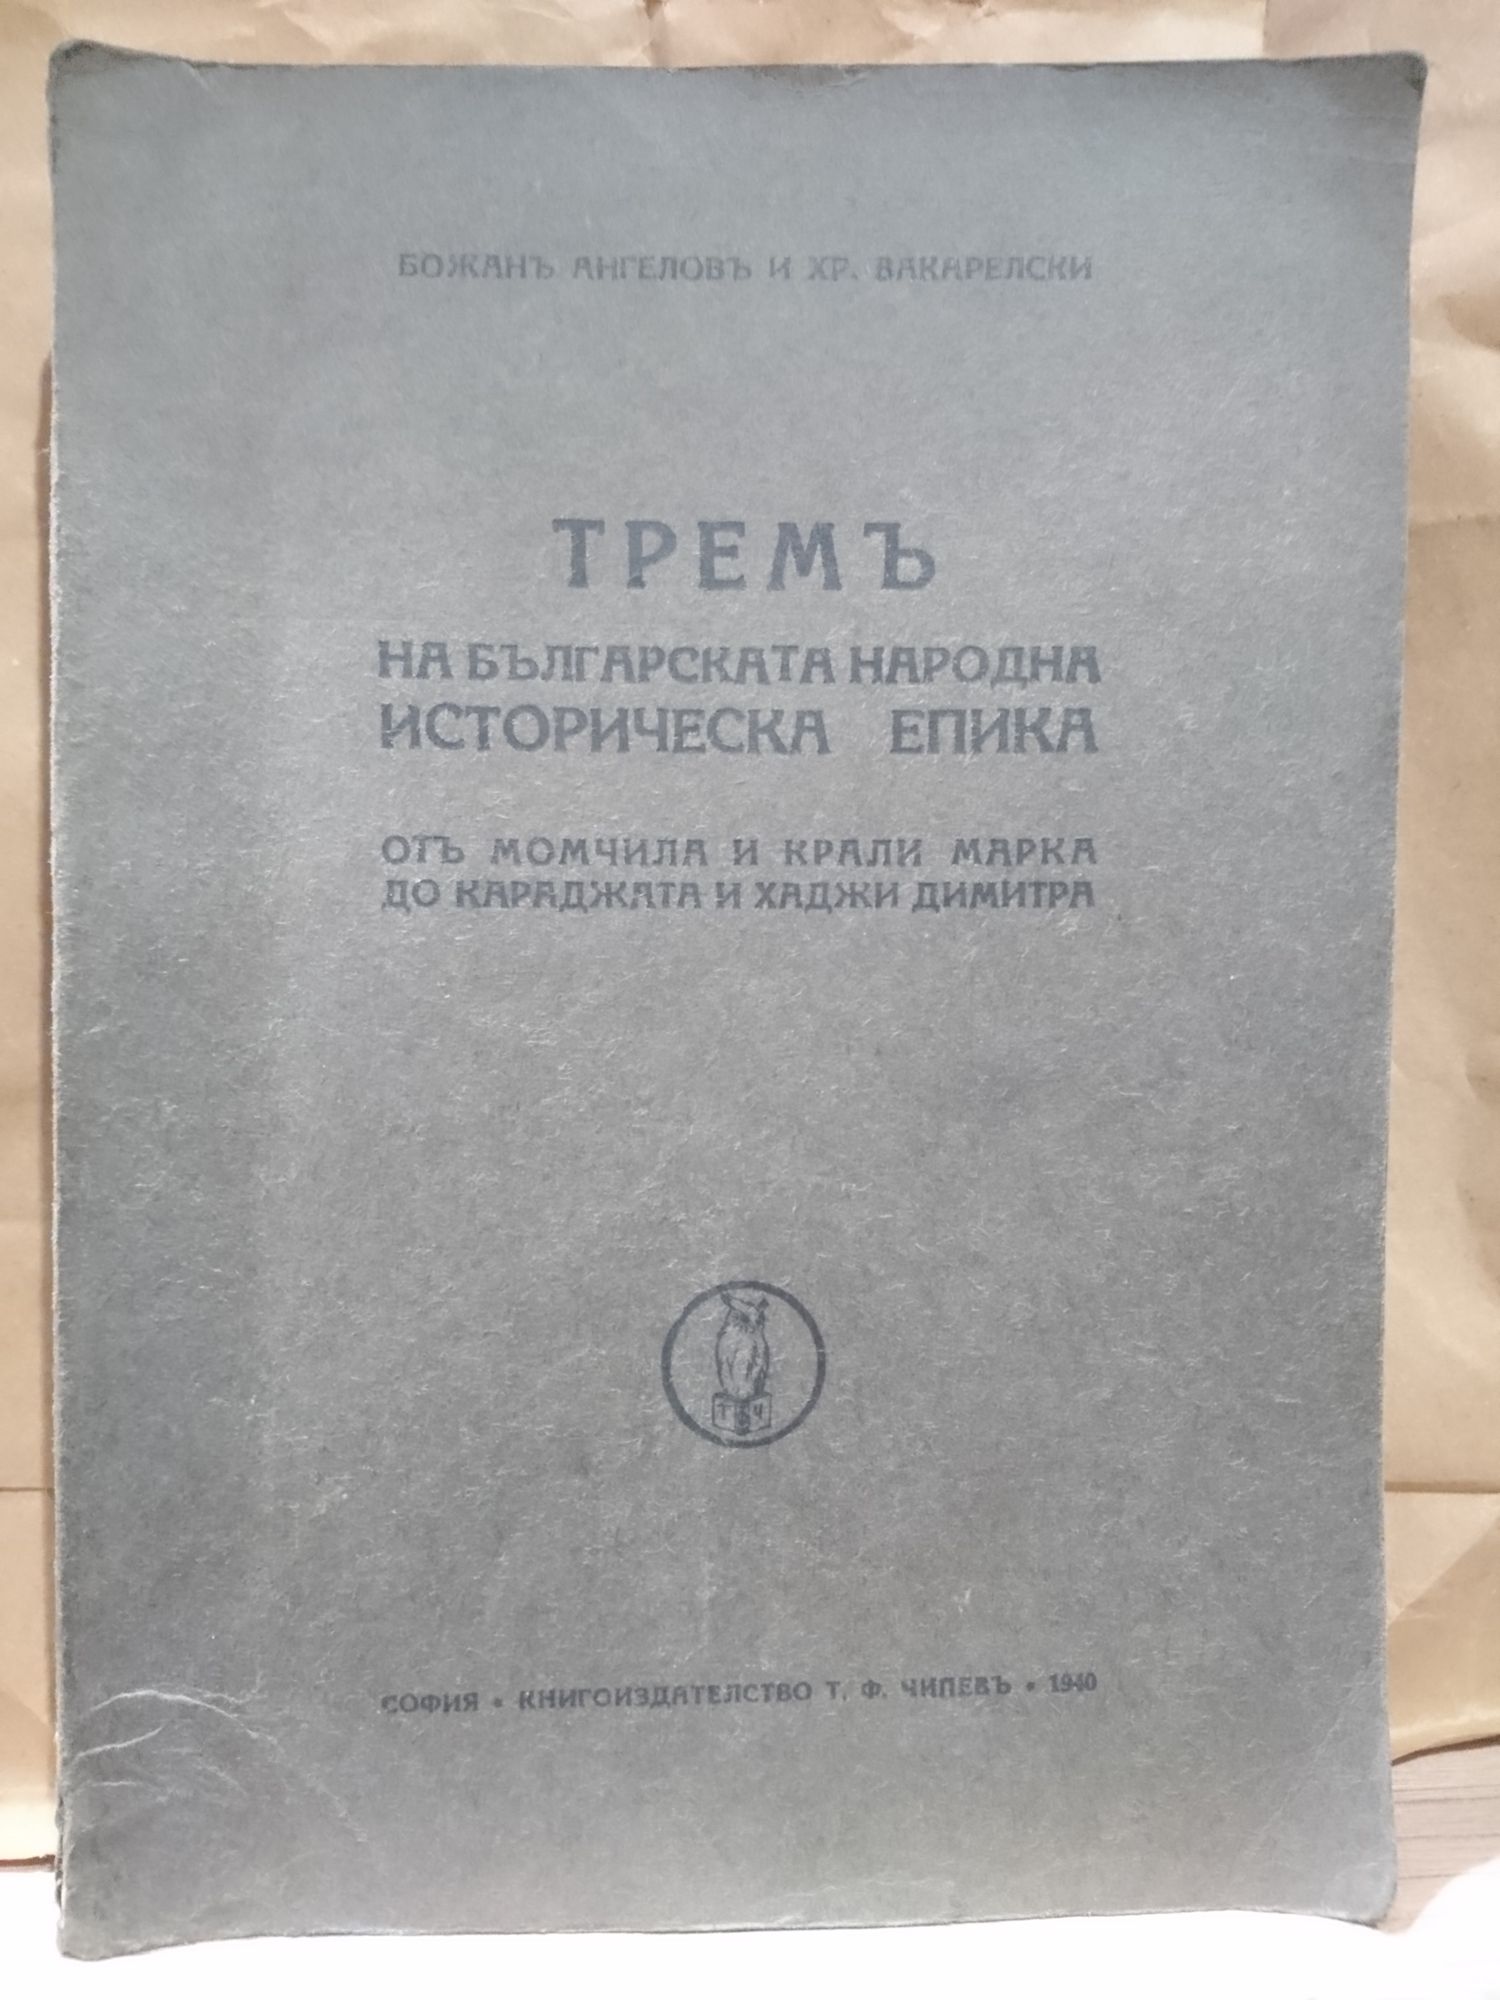 БОЖАНЪ АНГЕЛОВЪ И ХР. ВАКАРЕЛСКИ
ТРЕМЪ
НА БЪЛГАРСКАТА НАРОДНА
ИСТОРИЧЕСКА ЕПИКА
ОТЪ МОМЧИЛА И КРАЛИ МАРКА
ДО КАРАДЖАТА И ХАДЖИ ДИМИТРА
Т Ф Ч
СОФИЯ • КНИГОИЗДАТЕЛСТВО Т. Ф. ЧИПЕВЪ • 1940